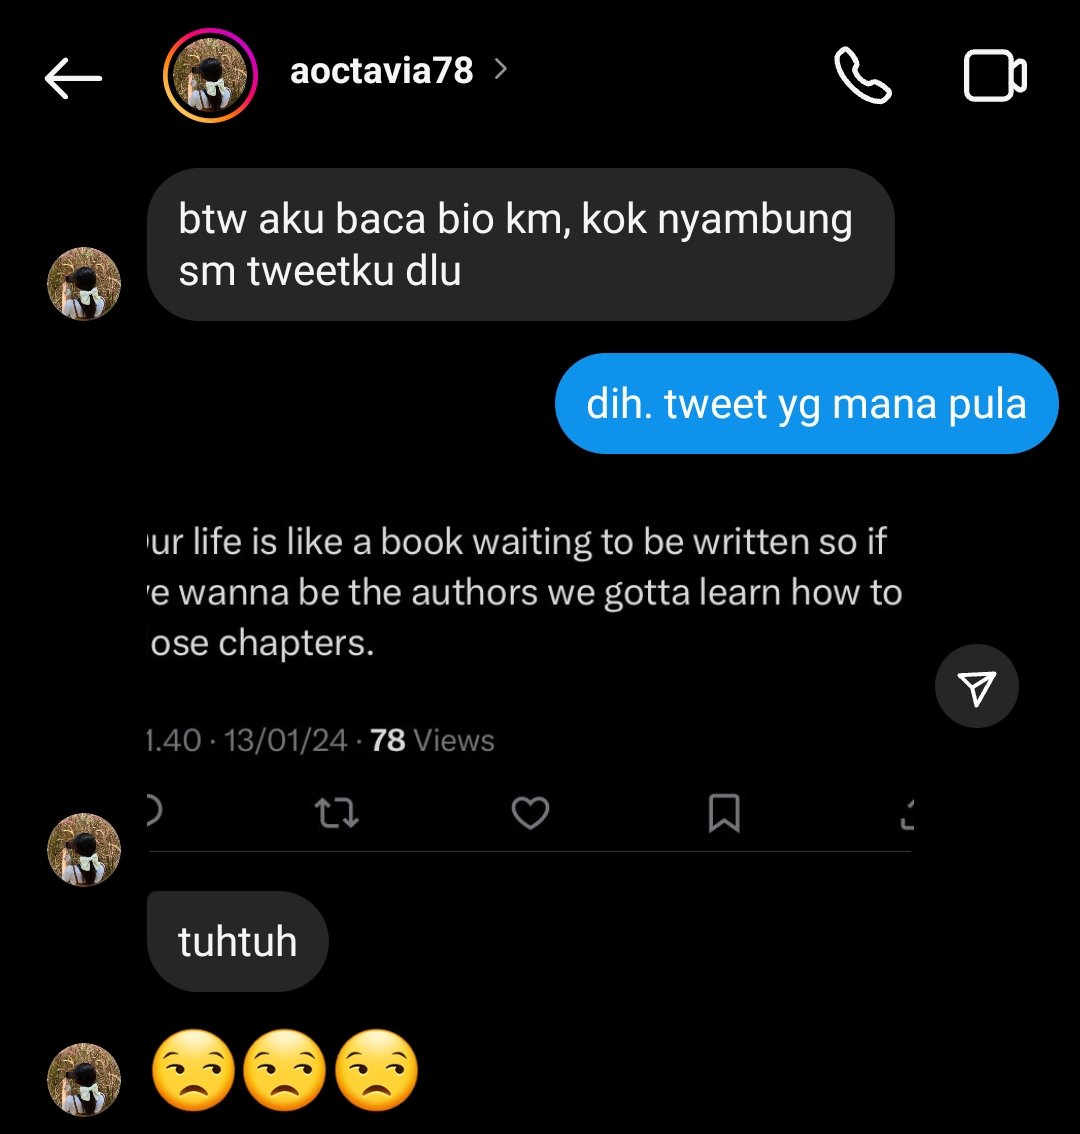 aoctavia78
btw aku baca bio km, kok nyambung
sm tweetku dlu
dih. tweet yg mana pula
ur life is like a book waiting to be written so if
e wanna be the authors we gotta learn how to
ose chapters.
1.40 · 13/01/24 · 78 Views
tuhtuh